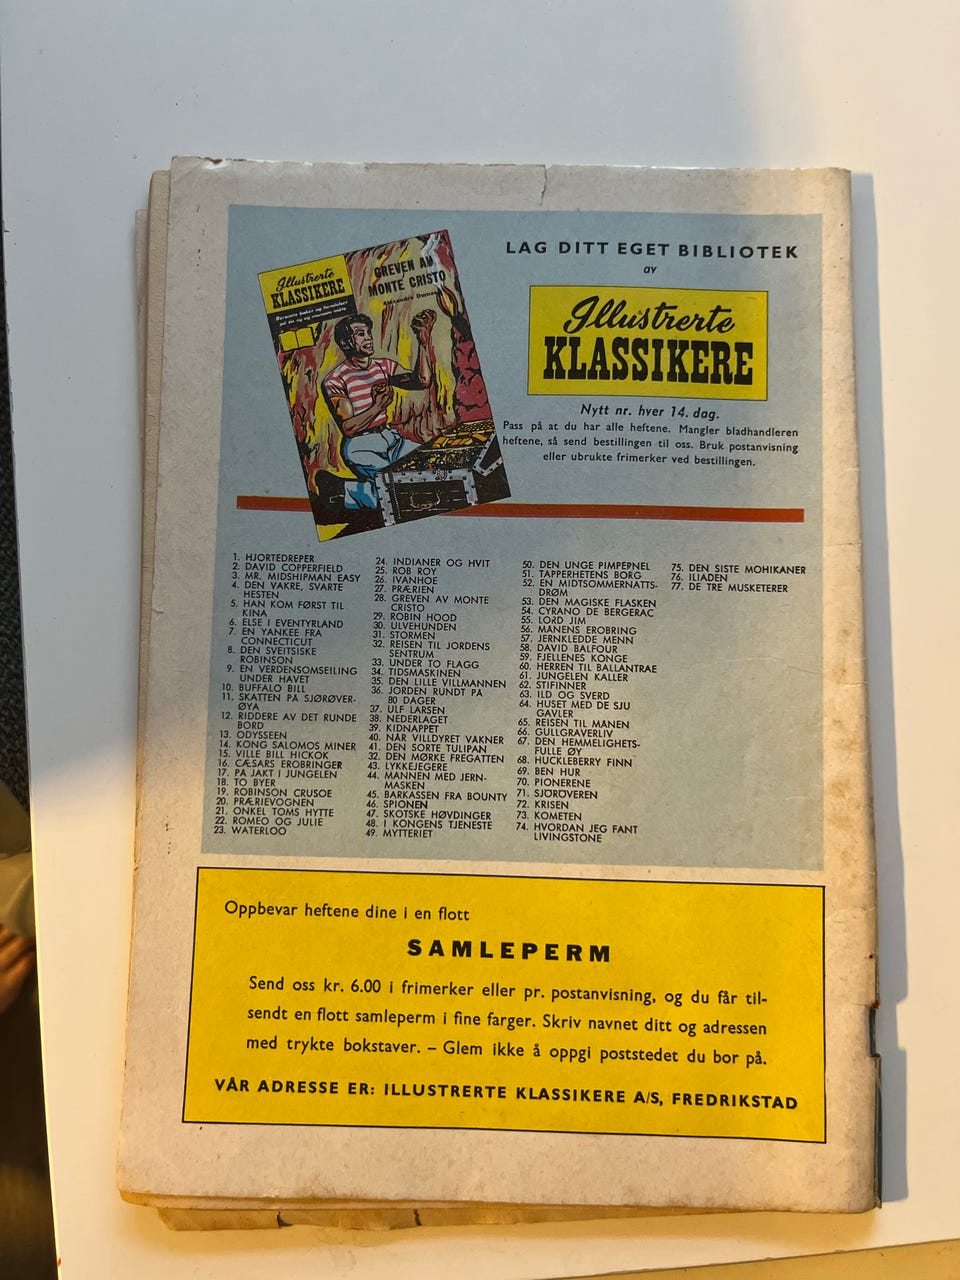 Illustrerte
KLASSIKERE
Berømte bøker og hendelser
på en ny og morsom måte
GREVEN AV
MONTE CRISTO
Alexandre Dumas
LAG DITT EGET BIBLIOTEK
av
Illustrerte
KLASSIKERE
Nytt nr. hver 14. dag.
Pass på at du har alle heftene. Mangler bladhandleren
heftene, så send bestillingen til oss. Bruk postanvisning
eller ubrukte frimerker ved bestillingen.
1. HJORTEDREPER
2. DAVID COPPERFIELD
3. MR. MIDSHIPMAN EASY
4. DEN VAKRE, SVARTE
HESTEN
5. HAN KOM FØRST TIL
KINA
6. ELSE I EVENTYRLAND
7. EN YANKEE FRA
CONNECTICUT
8. DEN SVEITSISKE
ROBINSON
9. EN VERDENSOMSEILING
UNDER HAVET
10. BUFFALO BILL
11. SKATTEN PÅ SJØRØVER-
ØYA
12. RIDDERE AV DET RUNDE
BORD
13. ODYSEEN
14. KONG SALOMOS MINER
15. VILLE BILL HICKOK
16. CÆSARS EROBRINGER
17. PÅ JAKT I JUNGELEN
18. TO BYER
19. ROBINSON CRUSOE
20. PRÆRIEVOGNEN
21. ONKEL TOMS HYTTE
22. ROMEO OG JULIE
23. WATERLOO
24. INDIANER OG HVIT
25. ROB ROY
26. IVANHOE
27. PRÆRIEN
28. GREVEN AV MONTE
CRISTO
29. ROBIN HOOD
30. ULVEHUNDEN
31. STORMEN
32. REISEN TIL JORDENS
SENTRUM
33. UNDER TO FLAGG
34. TIDSMASKINEN
35. DEN LILLE VILLMANNEN
36. JORDEN RUNDT PÅ
80 DAGER
37. ULF LARSEN
38. NEDERLAGET
39. KIDNAPPET
40. NÅR VILLDYRET VAKNER
41. DEN SORTE TULIPAN
32. DEN MØRKE FREGATTEN
43. LYKKEJEGERE
44. MANNEN MED JERN-
MASKEN
45. BARKASSEN FRA BOUNTY
46. SPIONEN
47. SKOTSKE HØVDINGER
48. I KONGENS TJENESTE
49. MYTTERIET
50. DEN UNGE PIMPEPNEL
51. TAPPERHETENS BORG
52. EN MIDTSOMMERNATTS-
DRØM
53. DEN MAGISKE FLASKEN
54. CYRANO DE BERGERAC
55. LORD JIM
56. MÅNENS EROBRING
57. JERNKLEDDE MENN
58. DAVID BALFOUR
59. FJELLENES KONGE
60. HERREN TIL BALLANTRAE
61. JUNGELEN KALLER
62. STIFINNER
63. ILD OG SVERD
64. HUSET MED DE SJU
GAVLER
65. REISEN TIL MÅNEN
66. GULLGRAVERLIV
67. DEN HEMMELIGHETS-
FULLE ØY
68. HUCKLEBERRY FINN
69. BEN HUR
70. PIONERENE
71. SJØRØVEREN
72. KRISEN
73. KOMETEN
74. HVORDAN JEG FANT
LIVINGSTONE
75. DEN SISTE MOHIKANER
76. ILIADEN
77. DE TRE MUSKETERER
Oppbevar heftene dine i en flott
SAMLEPERM
Send oss kr. 6.00 i frimerker eller pr. postanvisning, og du får til-
sendt en flott samleperm i fine farger. Skriv navnet ditt og adressen
med trykte bokstaver. – Glem ikke å oppgi poststedet du bor på.
VÅR ADRESSE ER: ILLUSTRERTE KLASSIKERE A/S, FREDRIKSTAD